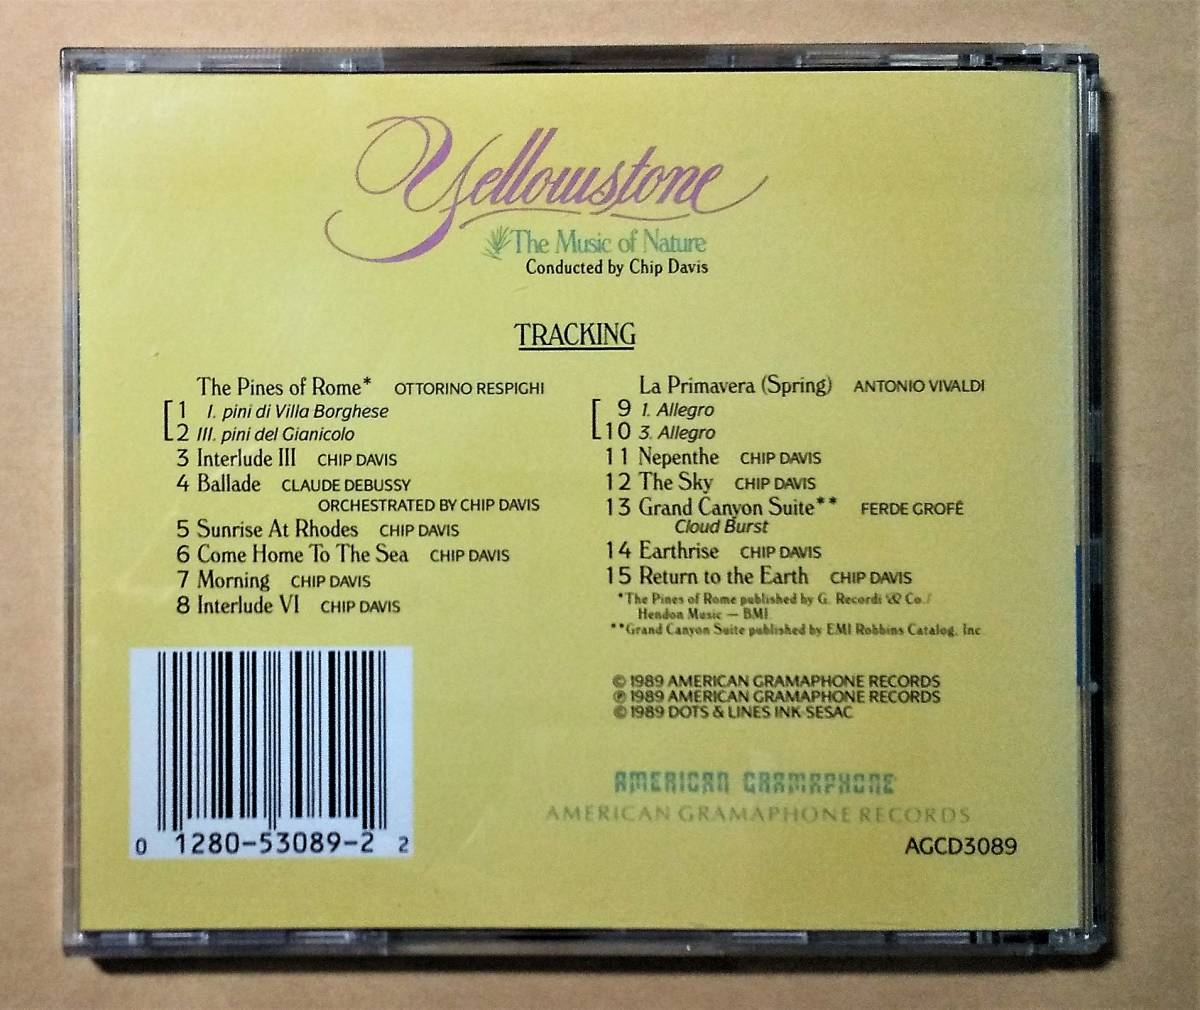 Yellowstone
The Music of Nature
Conducted by Chip Davis
TRACKING
The Pines of Rome* OTTORINO RESPIGHI
1 I. pini di Villa Borghese
2 III. pini del Gianicolo
3 Interlude III CHIP DAVIS
4 Ballade CLAUDE DEBUSSY
ORCHESTRATED BY CHIP DAVIS
5 Sunrise At Rhodes CHIP DAVIS
6 Come Home To The Sea CHIP DAVIS
7 Morning CHIP DAVIS
8 Interlude VI CHIP DAVIS
La Primavera (Spring) ANTONIO VIVALDI
9 1. Allegro
10 3. Allegro
11 Nepenthe CHIP DAVIS
12 The Sky CHIP DAVIS
13 Grand Canyon Suite** FERDE GROFÊ
Cloud Burst
14 Earthrise CHIP DAVIS
15 Return to the Earth CHIP DAVIS
*The Pines of Rome published by G. Recordi & Co./
Hendon Music — BMI
**Grand Canyon Suite published by EMI Robbins Catalog, Inc
© 1989 AMERICAN GRAMAPHONE RECORDS
℗ 1989 AMERICAN GRAMAPHONE RECORDS
© 1989 DOTS & LINES INK SESAC
AMERICAN GRAMAPHONE
AMERICAN GRAMAPHONE RECORDS
AGCD3089
0 1280-53089-2 2